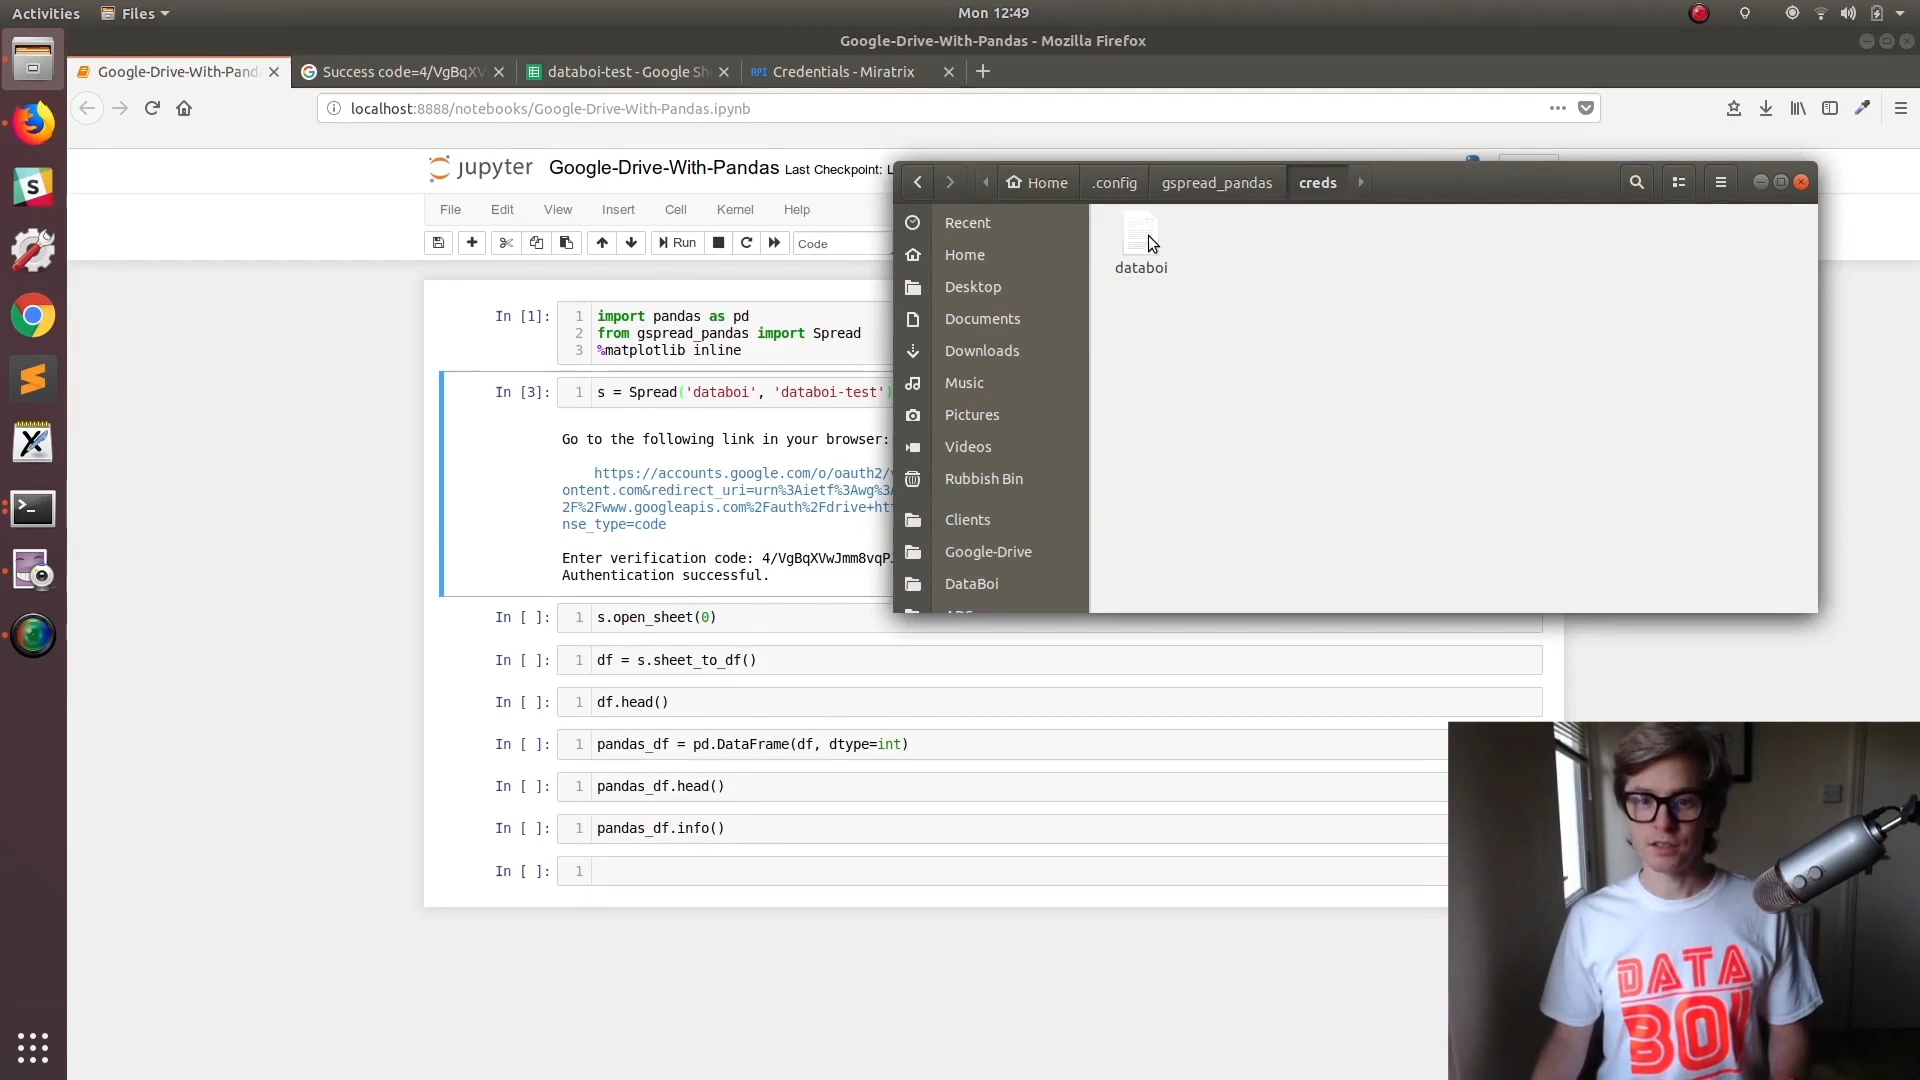 Activities
Files
Mon 12:49
Google-Drive-With-Pandas - Mozilla Firefox
Google-Drive-With-Pand
Success code=4/VgBqXV
databoi-test - Google Sh
API Credentials - Miratrix
localhost:8888/notebooks/Google-Drive-With-Pandas.ipynb
jupyter Google-Drive-With-Pandas Last Checkpoint: L
File Edit View Insert Cell Kernel Help
Run
Code
Home .config gspread_pandas creds
Recent
Home
Desktop
Documents
Downloads
Music
Pictures
Videos
Rubbish Bin
Clients
Google-Drive
DataBoi
databoi
In [1]:
1 import pandas as pd
2 from gspread_pandas import Spread
3 %matplotlib inline
In [3]:
1 s = Spread('databoi', 'databoi-test')
Go to the following link in your browser:
https://accounts.google.com/o/oauth2/
ontent.com&redirect_uri=urn%3Aietf%3Awg%3
2F%2Fwww.googleapis.com%2Fauth%2Fdrive+ht
nse_type=code
Enter verification code: 4/VgBqXVwJmm8vqP
Authentication successful.
In [ ]: 1 s.open_sheet(0)
In [ ]: 1 df = s.sheet_to_df()
In [ ]: 1 df.head()
In [ ]: 1 pandas_df = pd.DataFrame(df, dtype=int)
In [ ]: 1 pandas_df.head()
In [ ]: 1 pandas_df.info()
In [ ]: 1
DATA
BOI